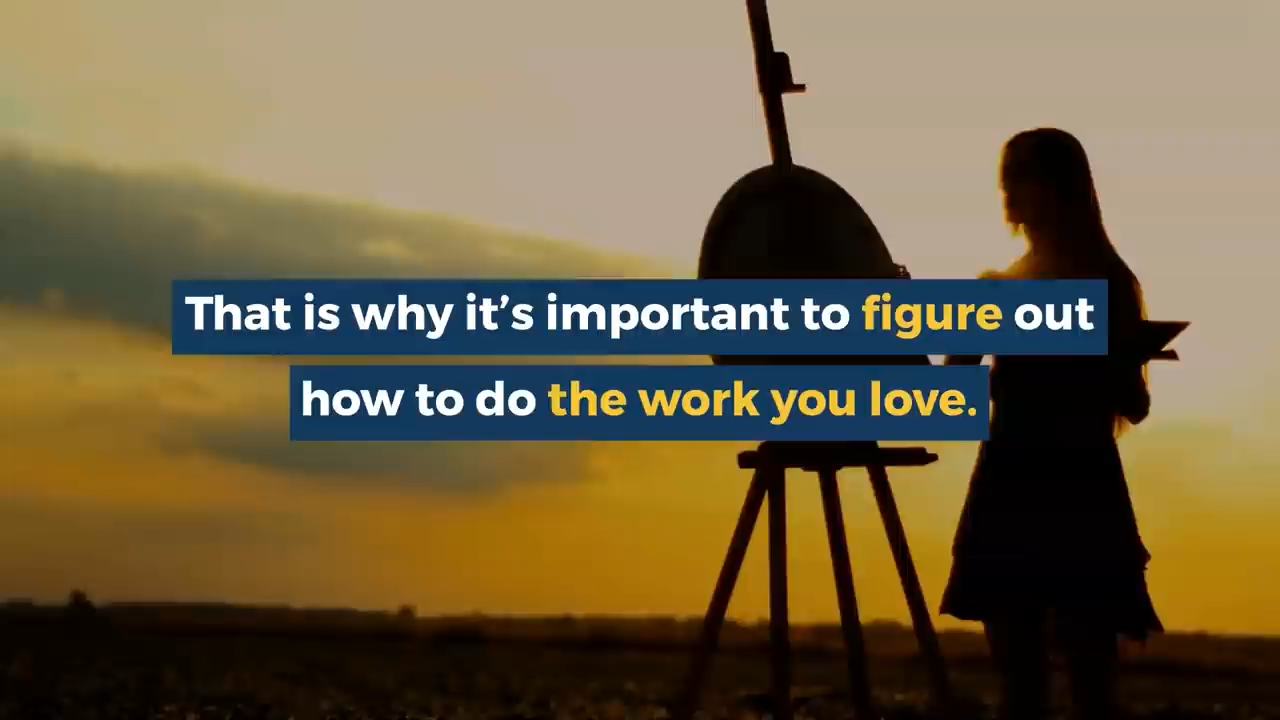 That is why it’s important to figure out
how to do the work you love.